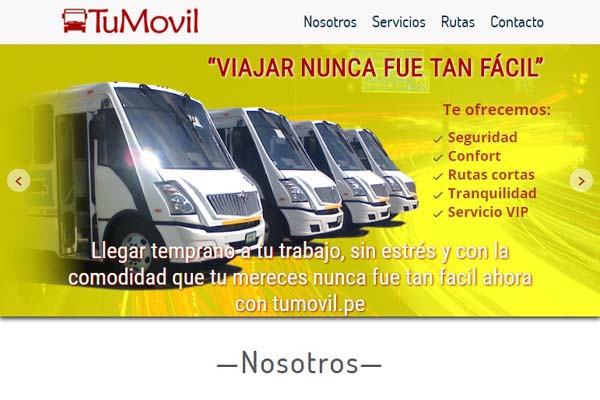 TuMovil
Nosotros Servicios Rutas Contacto
“VIAJAR NUNCA FUE TAN FÁCIL”
Te ofrecemos:
Seguridad
Confort
Rutas cortas
Tranquilidad
Servicio VIP
Llegar temprano a tu trabajo, sin estrés y con la
comodidad que tu mereces nunca fue tan facil ahora
con tumovil.pe
—Nosotros—